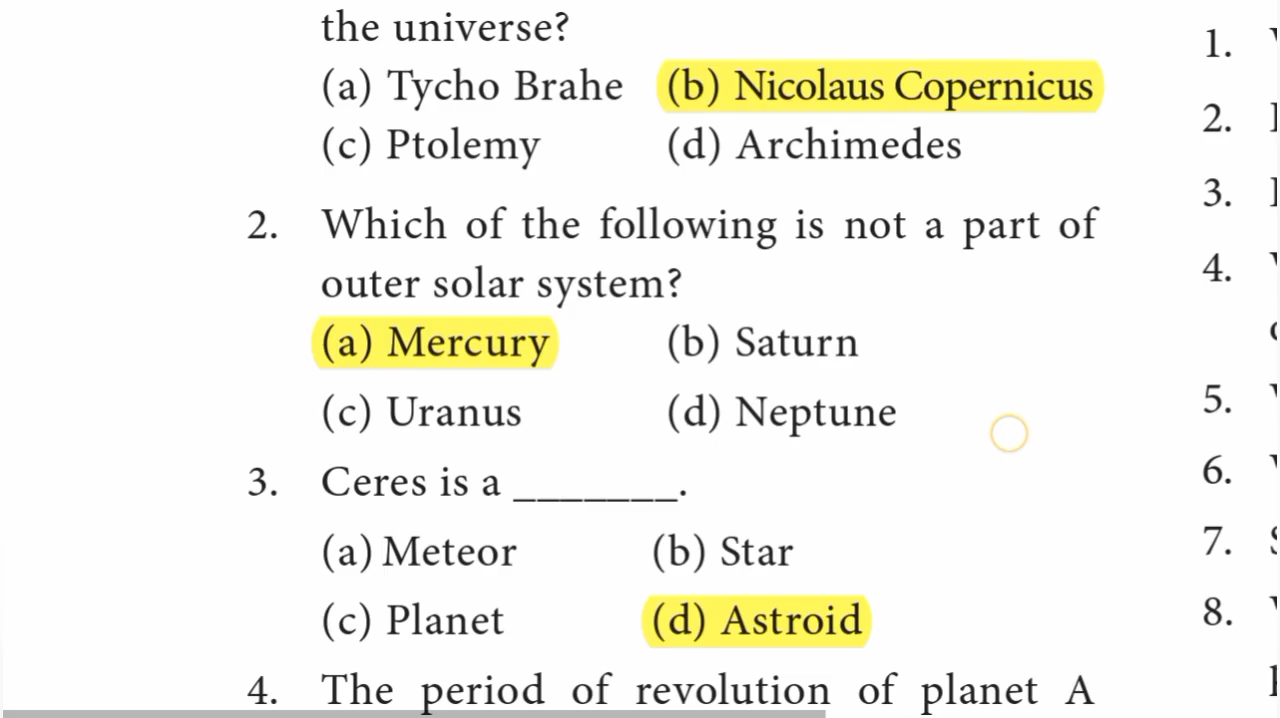 the universe?
(a) Tycho Brahe (b) Nicolaus Copernicus
(c) Ptolemy (d) Archimedes
2. Which of the following is not a part of
outer solar system?
(a) Mercury (b) Saturn
(c) Uranus (d) Neptune
3. Ceres is a _______.
(a) Meteor (b) Star
(c) Planet (d) Astroid
4. The period of revolution of planet A
1.
2.
3.
4.
5.
6.
7.
8.